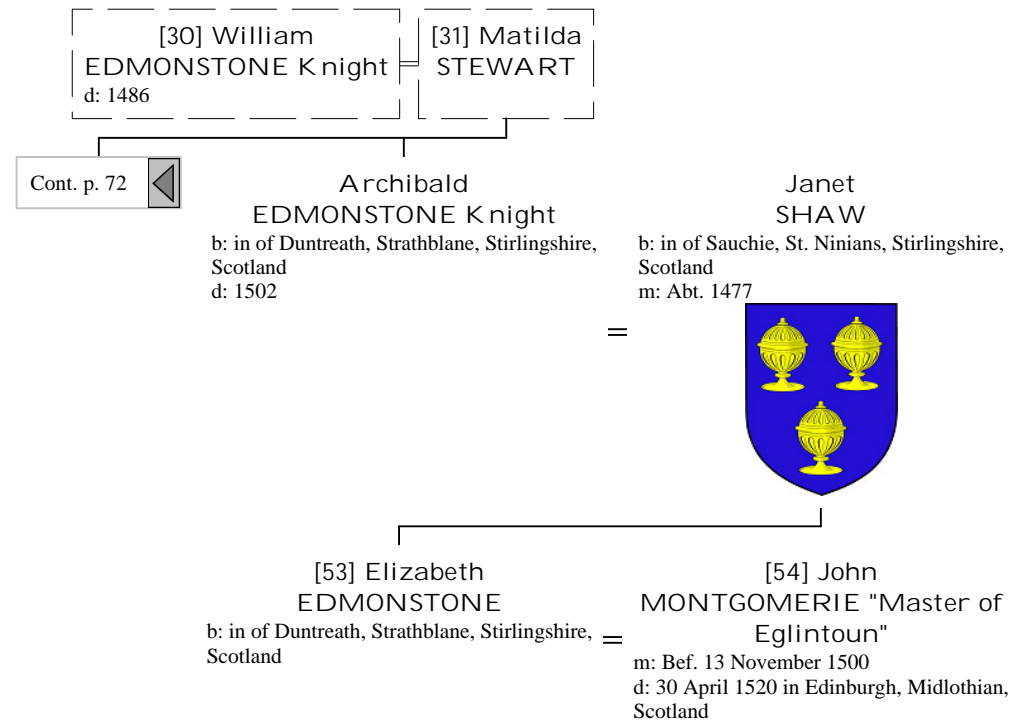 [30] William
EDMONSTONE Knight
d: 1486
=
[31] Matilda
STEWART
Cont. p. 72
Archibald
EDMONSTONE Knight
b: in of Duntreath, Strathblane, Stirlingshire,
Scotland
d: 1502
=
Janet
SHAW
b: in of Sauchie, St. Ninians, Stirlingshire,
Scotland
m: Abt. 1477
[53] Elizabeth
EDMONSTONE
b: in of Duntreath, Strathblane, Stirlingshire,
Scotland
=
[54] John
MONTGOMERIE "Master of
Eglintoun"
m: Bef. 13 November 1500
d: 30 April 1520 in Edinburgh, Midlothian,
Scotland